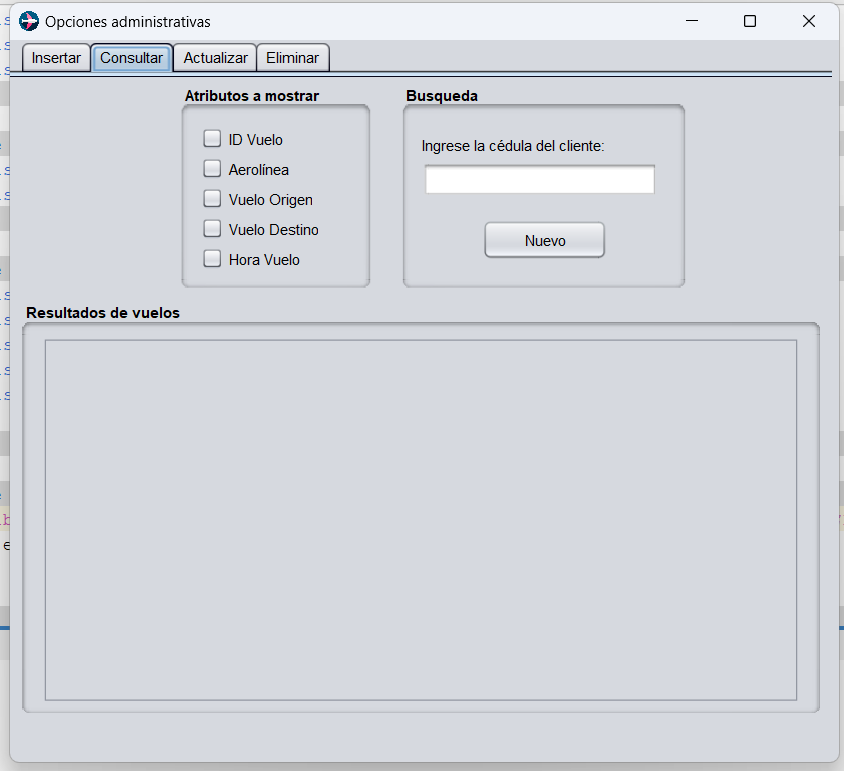 Opciones administrativas
Insertar Consultar Actualizar Eliminar
Atributos a mostrar
ID Vuelo
Aerolínea
Vuelo Origen
Vuelo Destino
Hora Vuelo
Busqueda
Ingrese la cédula del cliente:
Nuevo
Resultados de vuelos